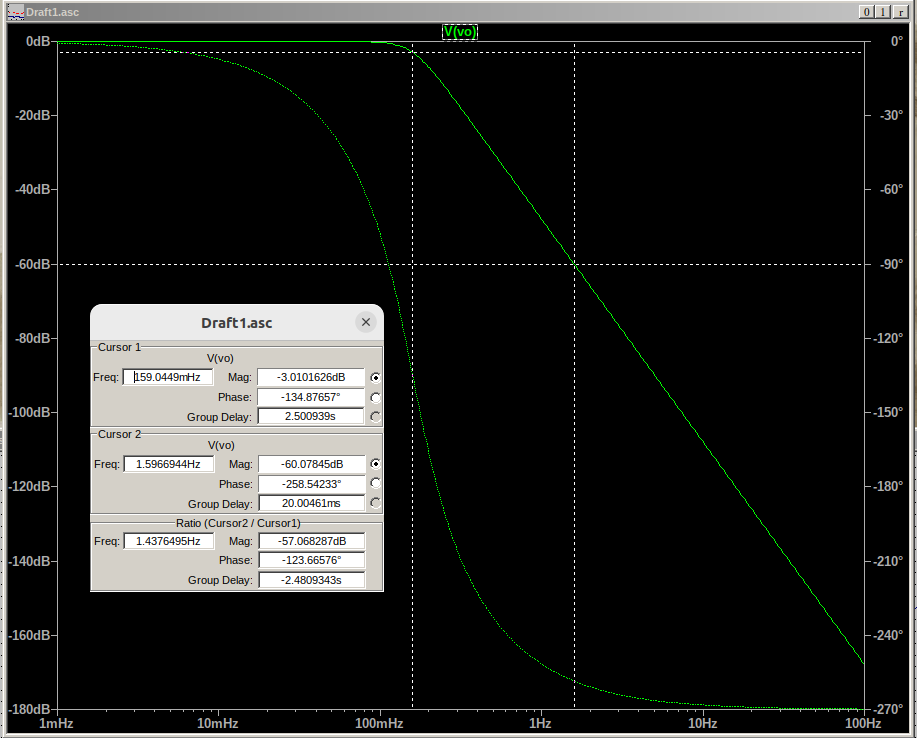 Draft1.asc
0 1 r
V(vo)
0dB
-20dB
-40dB
-60dB
-80dB
-100dB
-120dB
-140dB
-160dB
-180dB
0°
-30°
-60°
-90°
-120°
-150°
-180°
-210°
-240°
-270°
1mHz 10mHz 100mHz 1Hz 10Hz 100Hz
Draft1.asc
Cursor 1
V(vo)
Freq: 159.0449mHz Mag: -3.0101626dB
Phase: -134.87657°
Group Delay: 2.500939s
Cursor 2
V(vo)
Freq: 1.5966944Hz Mag: -60.07845dB
Phase: -258.54233°
Group Delay: 20.00461ms
Ratio (Cursor2 / Cursor1)
Freq: 1.4376495Hz Mag: -57.068287dB
Phase: -123.66576°
Group Delay: -2.4809343s